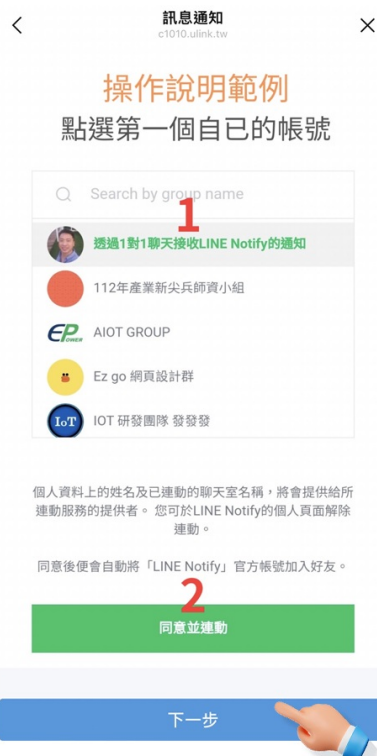 訊息通知
c1010.ulink.tw
操作說明範例
點選第一個自已的帳號
Search by group name
1
透過1對1聊天接收LINE Notify的通知
112年產業新尖兵師資小組
EPOWER
AIOT GROUP
Ez go 網頁設計群
IoT
IOT 研發團隊 發發發
個人資料上的姓名及已連動的聊天室名稱，將會提供給所
連動服務的提供者。 您可於LINE Notify的個人頁面解除
連動。
同意後便會自動將「LINE Notify」官方帳號加入好友。
2
同意並連動
下一步